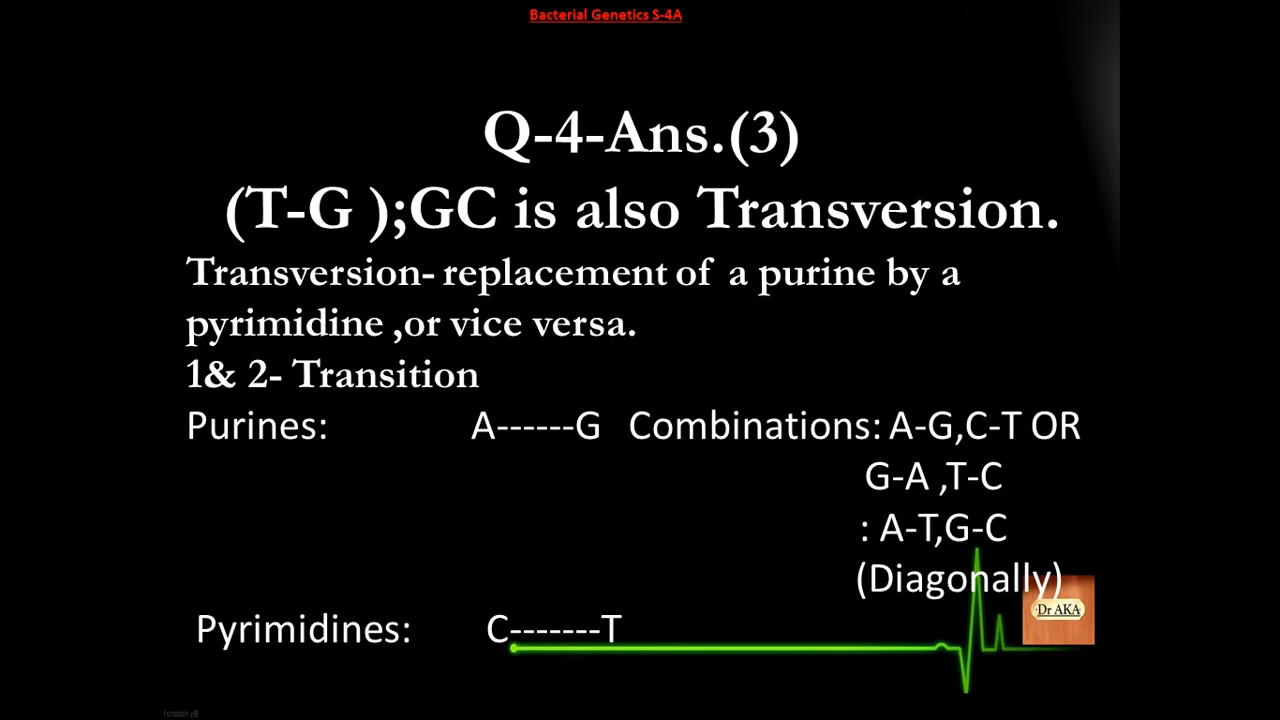 Bacterial Genetics S-4A
Q-4-Ans.(3)
(T-G );GC is also Transversion.
Transversion- replacement of a purine by a
pyrimidine ,or vice versa.
1& 2- Transition
Purines: A------G Combinations: A-G,C-T OR
G-A ,T-C
: A-T,G-C
(Diagonally)
Dr AKA
Pyrimidines: C-------T